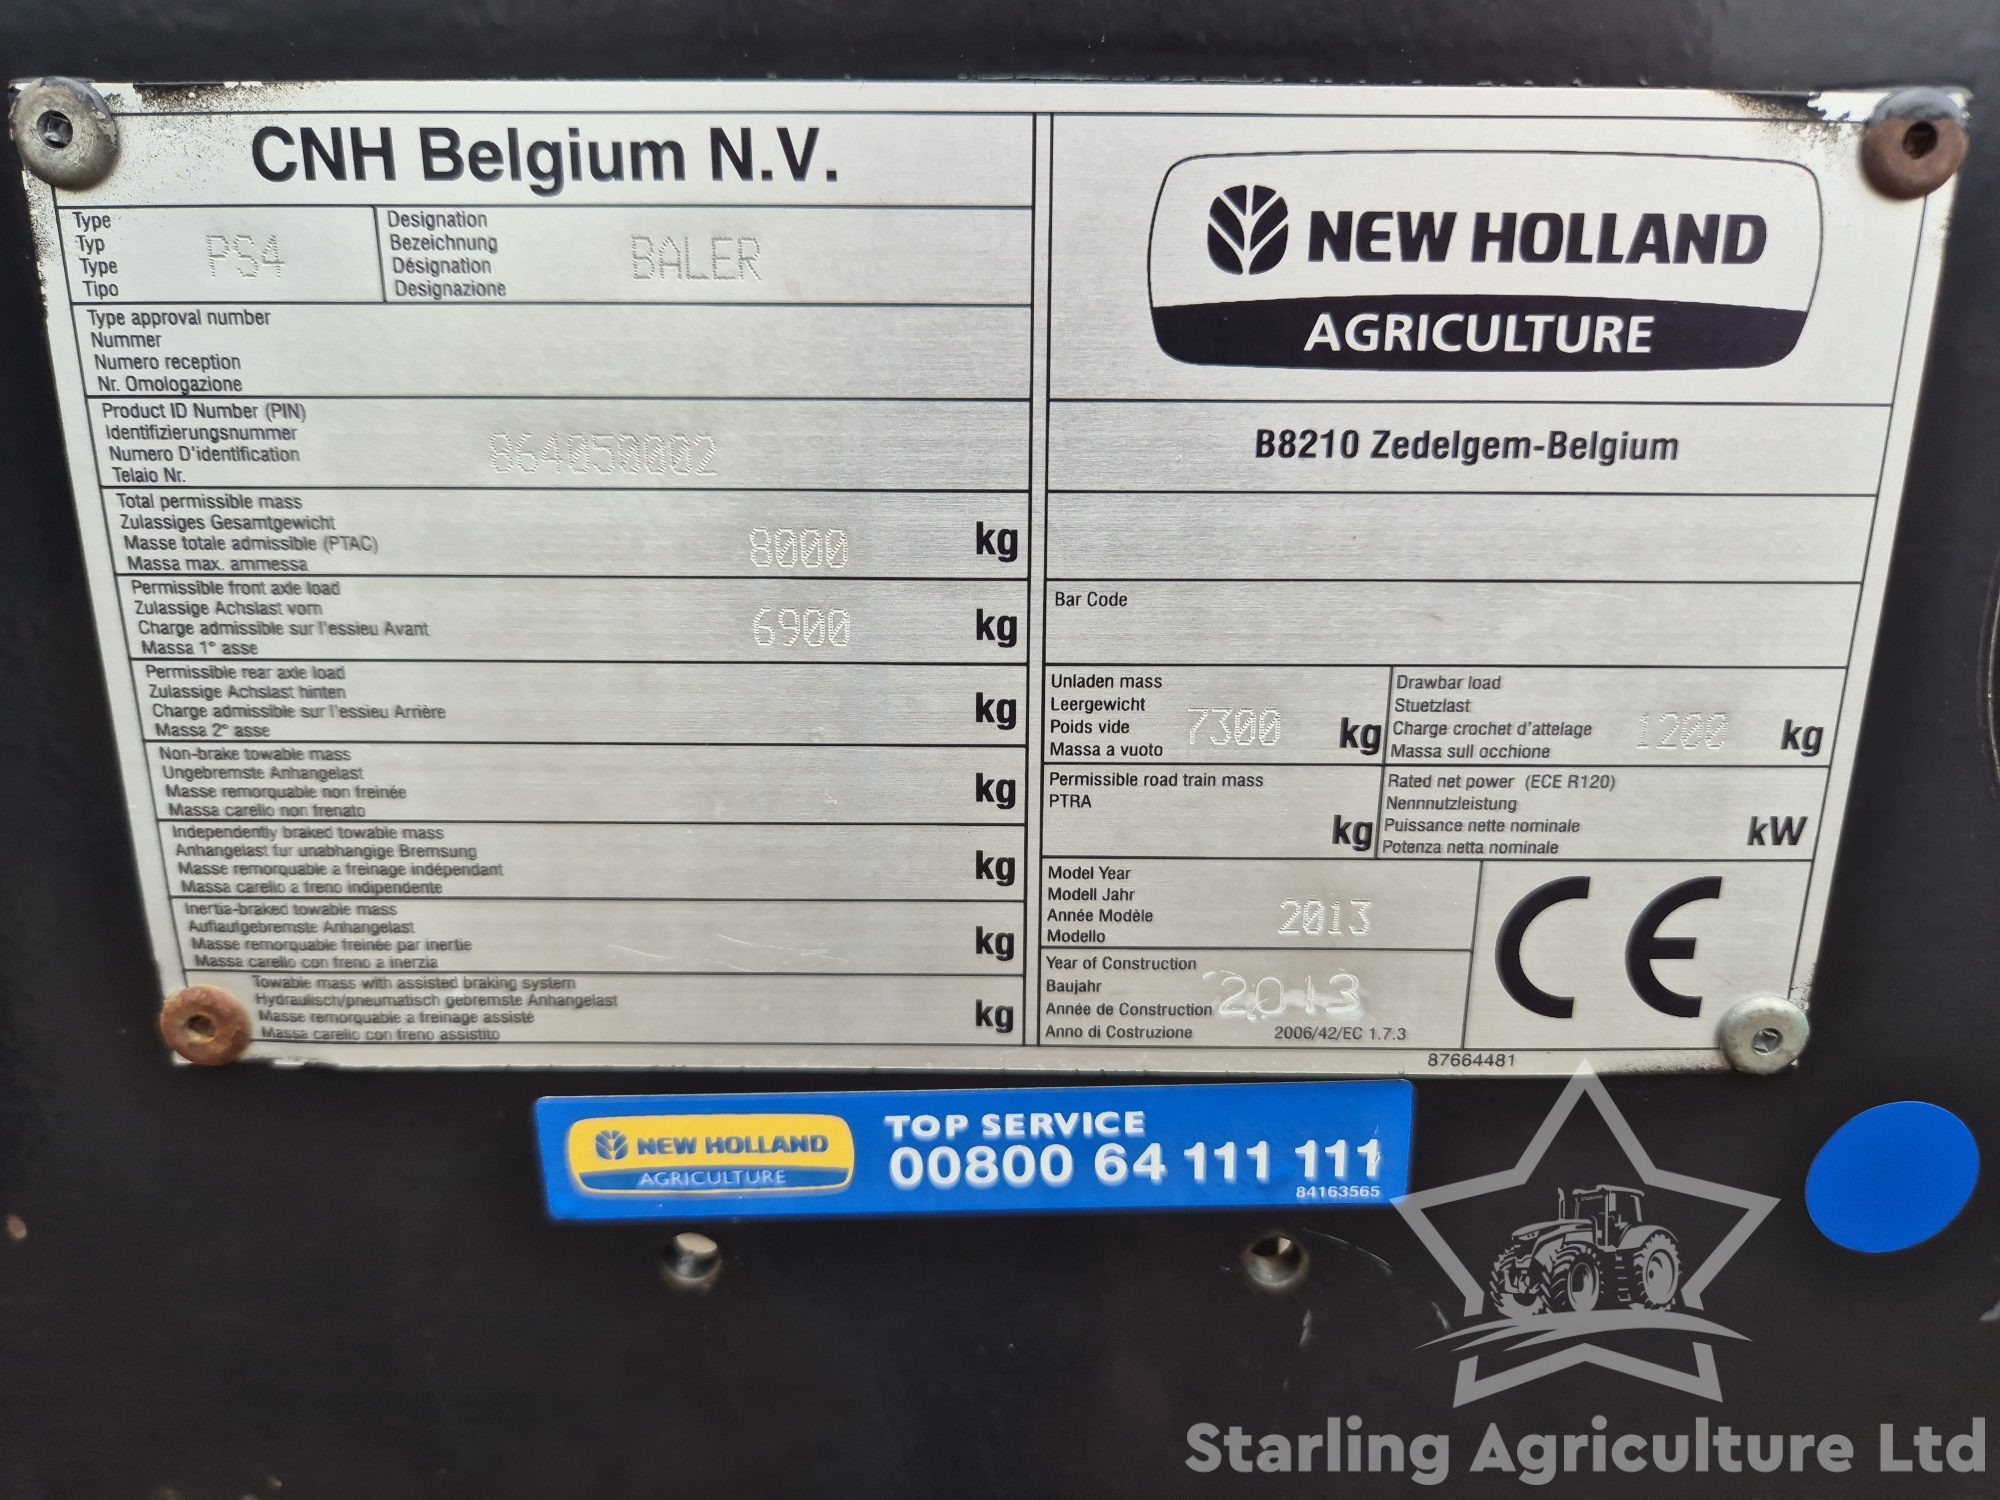 CNH Belgium N.V.
Type
Typ
Type
Tipo
PS4
Designation
Bezeichnung
Désignation
Designazione
BALER
Type approval number
Nummer
Numero reception
Nr. Omologazione
Product ID Number (PIN)
Identifizierungsnummer
Numero D'identification
Telaio Nr.
864050002
Total permissible mass
Zulassiges Gesamtgewicht
Masse totale admissible (PTAC)
Massa max. ammessa
8000 kg
Permissible front axle load
Zulassige Achslast vorn
Charge admissible sur l'essieu Avant
Massa 1° asse
6900 kg
Permissible rear axle load
Zulassige Achslast hinten
Charge admissible sur l'essieu Arrière
Massa 2° asse
kg
Non-brake towable mass
Ungebremste Anhangelast
Masse remorquable non freinée
Massa carello non frenato
kg
Independently braked towable mass
Anhangelast fur unabhangige Bremsung
Masse remorquable a freinage indépendant
Massa carello a freno indipendente
kg
Inertia-braked towable mass
Auflaufgebremste Anhangelast
Masse remorquable freinée par inertie
Massa carello con freno a inerzia
kg
Towable mass with assisted braking system
Hydraulisch/pneumatisch gebremste Anhangelast
Masse remorquable a freinage assisté
Massa carello con freno assistito
kg
NEW HOLLAND
AGRICULTURE
B8210 Zedelgem-Belgium
Bar Code
Unladen mass
Leergewicht
Poids vide
Massa a vuoto
7300 kg
Drawbar load
Stuetzlast
Charge crochet d'attelage
Massa sull occhione
1200 kg
Permissible road train mass
PTRA
kg
Rated net power (ECE R120)
Nennnutzleistung
Puissance nette nominale
Potenza netta nominale
kW
Model Year
Modell Jahr
Année Modèle
Modello
2013
Year of Construction
Baujahr
Année de Construction
Anno di Costruzione
2013
2006/42/EC 1.7.3
CE
87664481
NEW HOLLAND
AGRICULTURE
TOP SERVICE
00800 64 111 111
84163565
Starling Agriculture Ltd